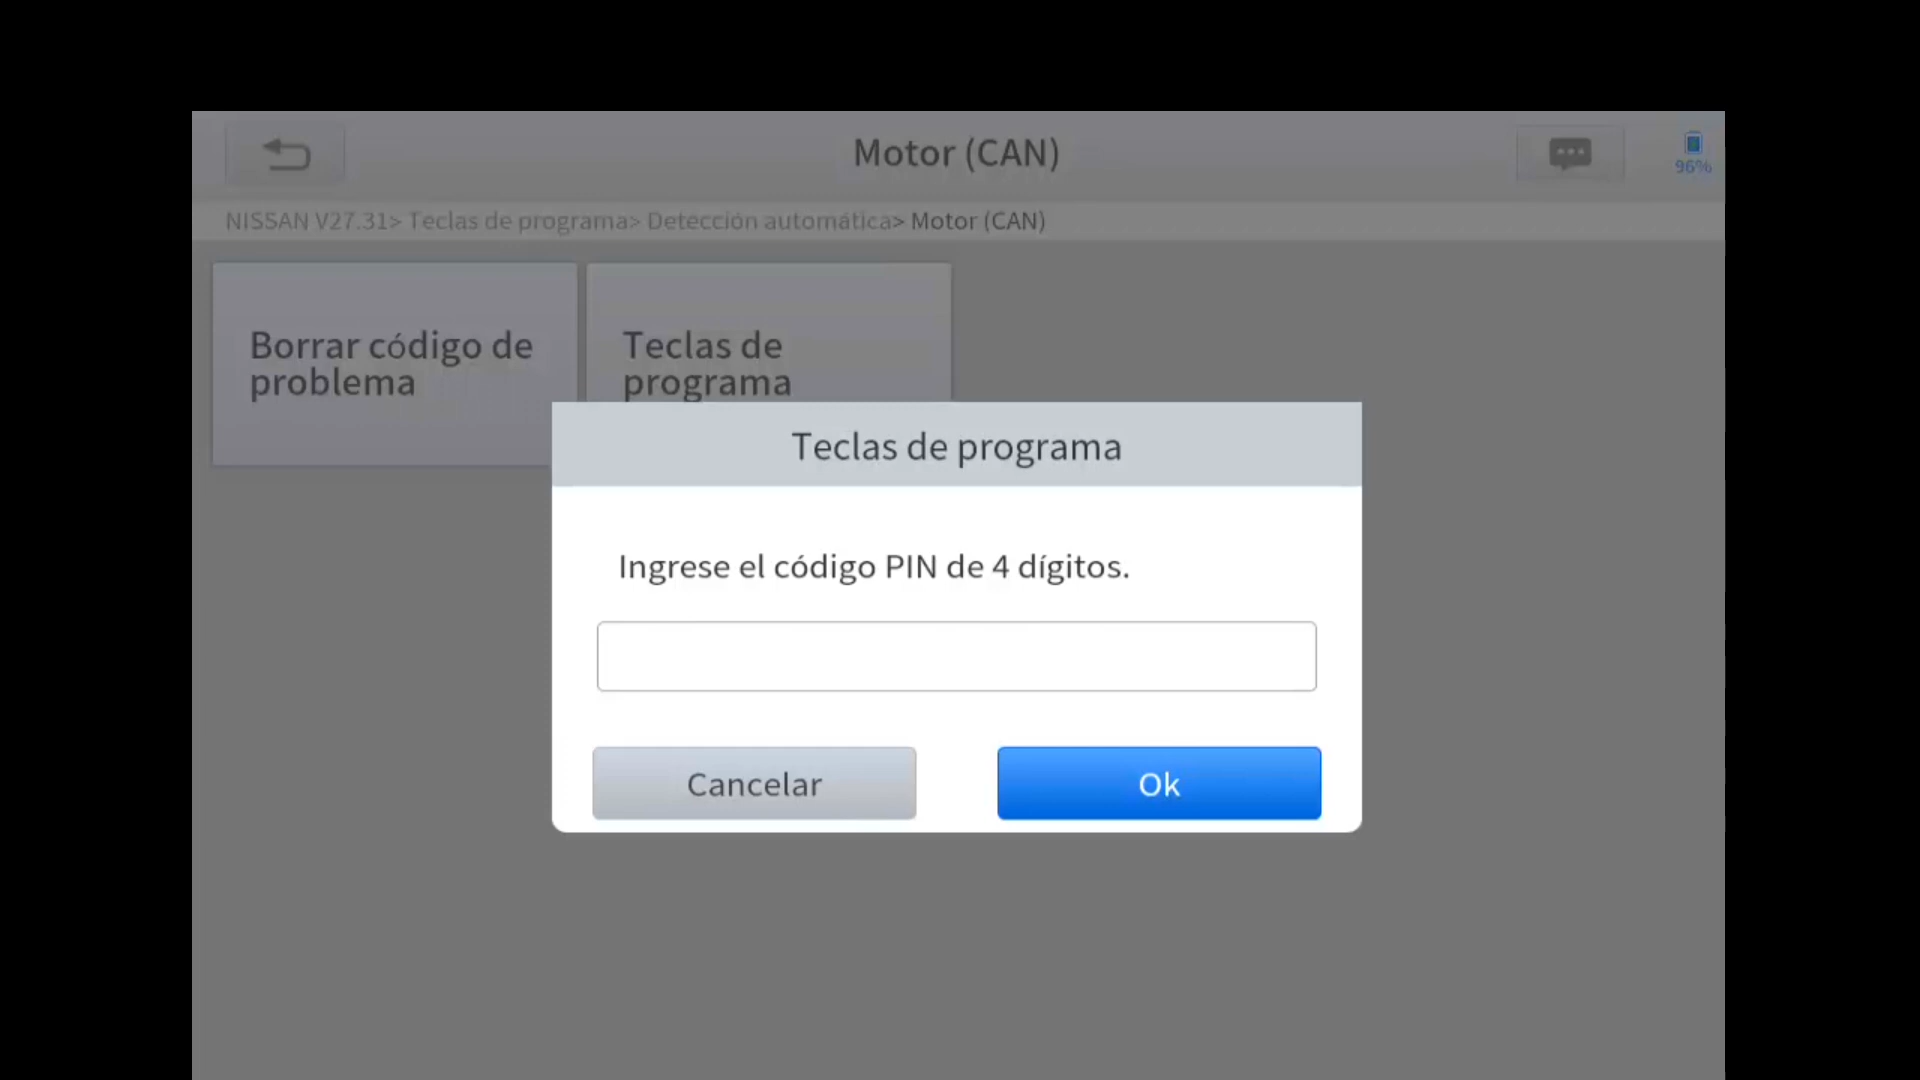 Motor (CAN)
96%
NISSAN V27.31> Teclas de programa> Detección automática> Motor (CAN)
Borrar código de
problema
Teclas de
programa
Teclas de programa
Ingrese el código PIN de 4 dígitos.
Cancelar
Ok